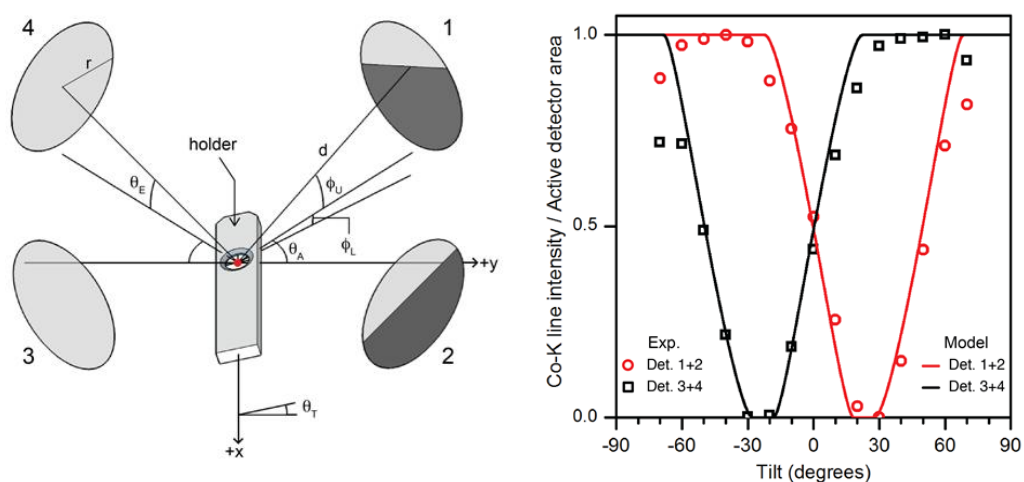 4
1
r
holder
d
θE
ϕU
θA
ϕL
+y
3
2
θT
+x
Co-K line intensity / Active detector area
1.0
0.5
0.0
Exp.
Det. 1+2
Det. 3+4
Model
Det. 1+2
Det. 3+4
-90 -60 -30 0 30 60 90
Tilt (degrees)